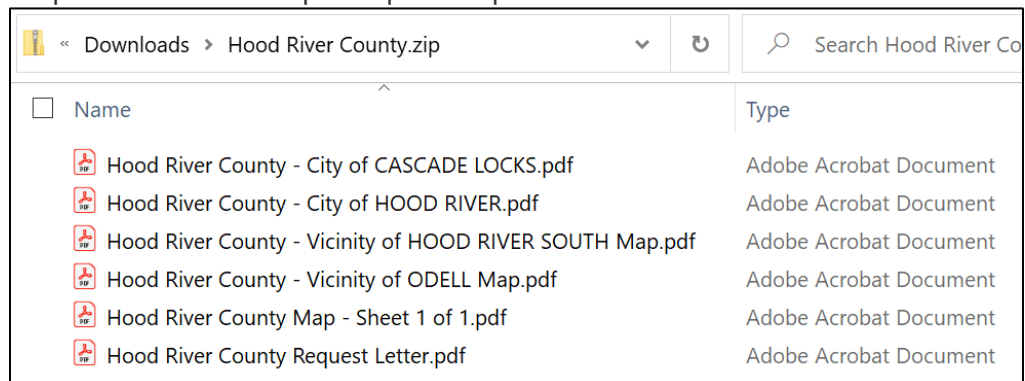 « Downloads > Hood River County.zip Search Hood River Co
Name Type
Hood River County - City of CASCADE LOCKS.pdf Adobe Acrobat Document
Hood River County - City of HOOD RIVER.pdf Adobe Acrobat Document
Hood River County - Vicinity of HOOD RIVER SOUTH Map.pdf Adobe Acrobat Document
Hood River County - Vicinity of ODELL Map.pdf Adobe Acrobat Document
Hood River County Map - Sheet 1 of 1.pdf Adobe Acrobat Document
Hood River County Request Letter.pdf Adobe Acrobat Document